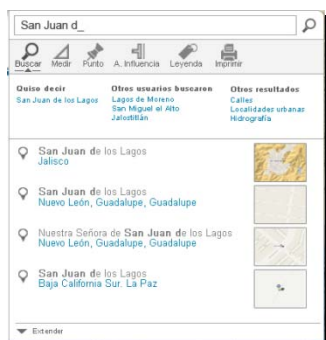 San Juan d_
Buscar Medir Punto A. Influencia Leyenda Imprimir
Quiso decir
San Juan de los Lagos
Otros usuarios buscaron
Lagos de Moreno
San Miguel el Alto
Jalostitlán
Otros resultados
Calles
Localidades urbanas
Hidrografía
San Juan de los Lagos
Jalisco
San Juan de los Lagos
Nuevo León, Guadalupe, Guadalupe
Nuestra Señora de San Juan de los Lagos
Nuevo León, Guadalupe, Guadalupe
San Juan de los Lagos
Baja California Sur. La Paz
Extender